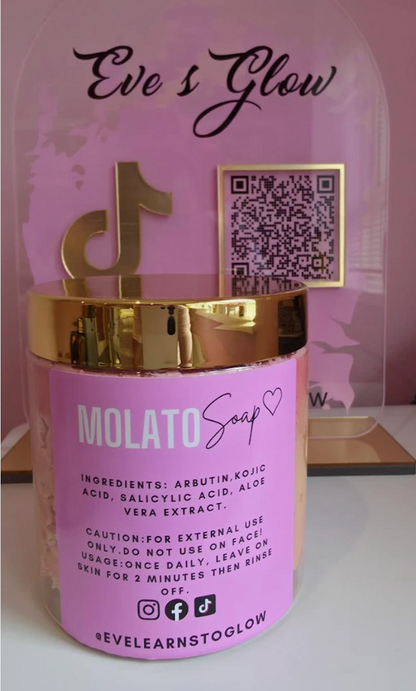 Eve s Glow
MOLATO Soap
INGREDIENTS: ARBUTIN,KOJIC
ACID, SALICYLIC ACID, ALOE
VERA EXTRACT.
CAUTION:FOR EXTERNAL USE
ONLY.DO NOT USE ON FACE!
USAGE:ONCE DAILY, LEAVE ON
SKIN FOR 2 MINUTES THEN RINSE
OFF.
@EVELEARNSTOGLOW